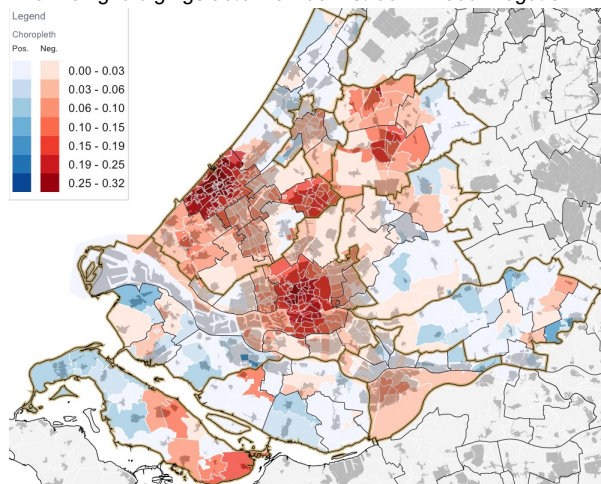 Legend
Choropleth
Pos. Neg.
0.00 - 0.03
0.03 - 0.06
0.06 - 0.10
0.10 - 0.15
0.15 - 0.19
0.19 - 0.25
0.25 - 0.32